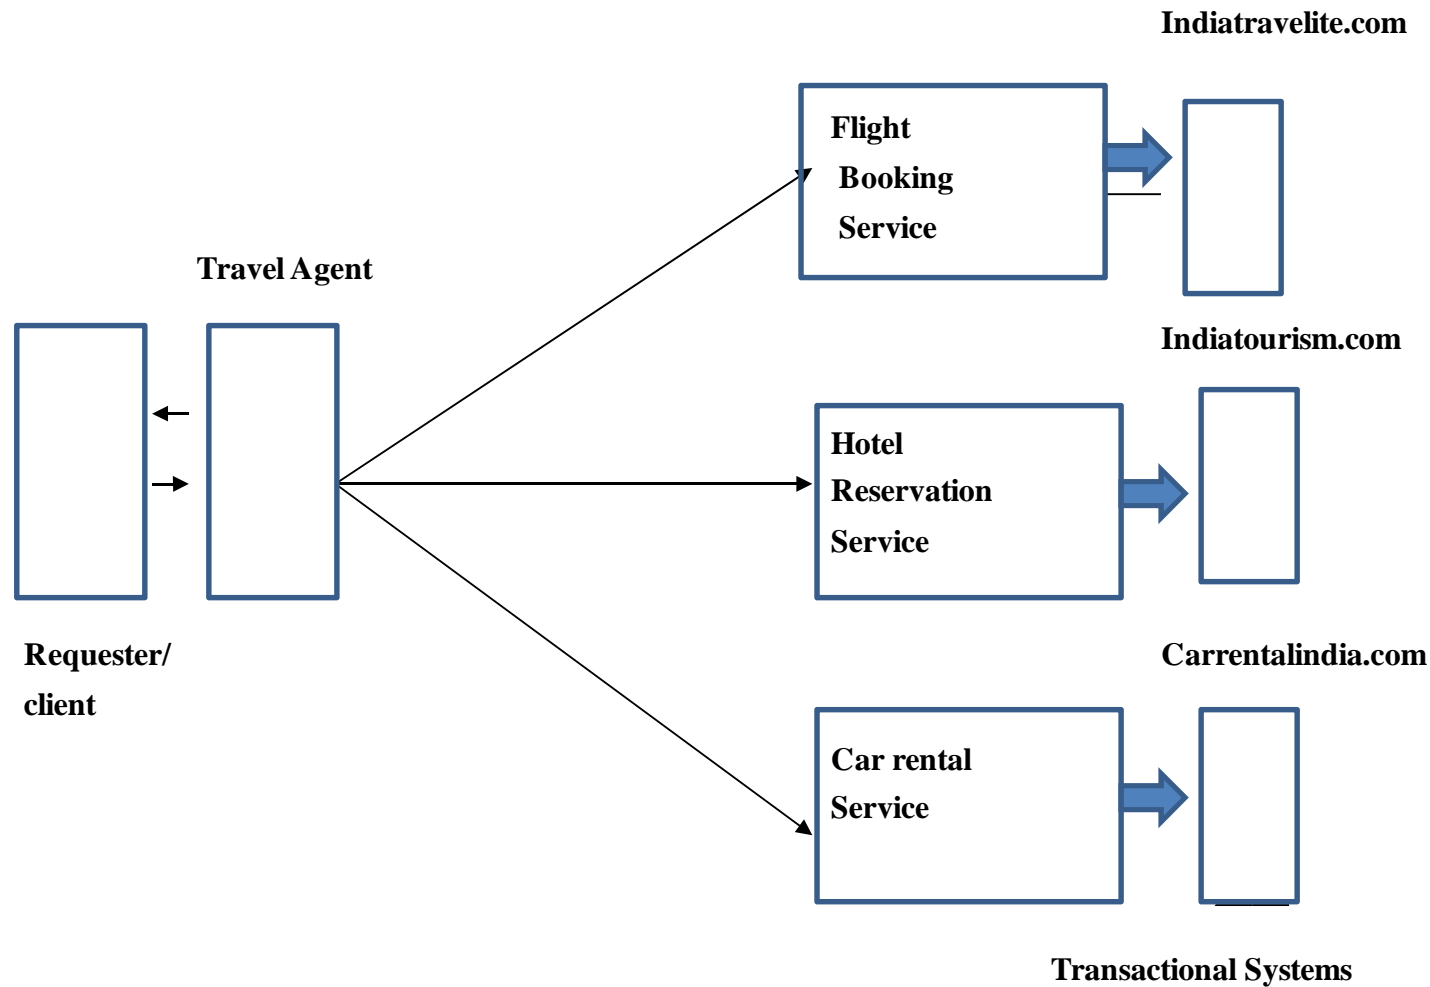 Indiatravelite.com
Flight
Booking
Service
Travel Agent
Indiatourism.com
Hotel
Reservation
Service
Requester/
client
Carrentalindia.com
Car rental
Service
Transactional Systems